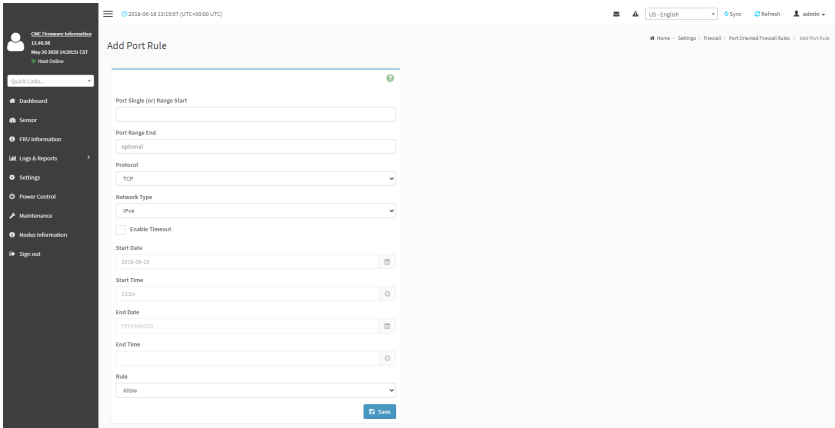 2018-06-18 13:15:07 (UTC+00:00 UTC)
US - English
Sync
Refresh
admin
CMC Firmware Information
12.40.08
May 26 2020 14:20:31 CST
Host Online
Quick Links...
Dashboard
Sensor
FRU Information
Logs & Reports
Settings
Power Control
Maintenance
Nodes Information
Sign out
Add Port Rule
Home > Settings > Firewall > Port Oriented Firewall Rules > Add Port Rule
Port Single (or) Range Start
Port Range End
optional
Protocol
TCP
Network Type
IPv4
Enable Timeout
Start Date
2018-06-18
Start Time
13:14
End Date
YYYY/MM/DD
End Time
Rule
Allow
Save